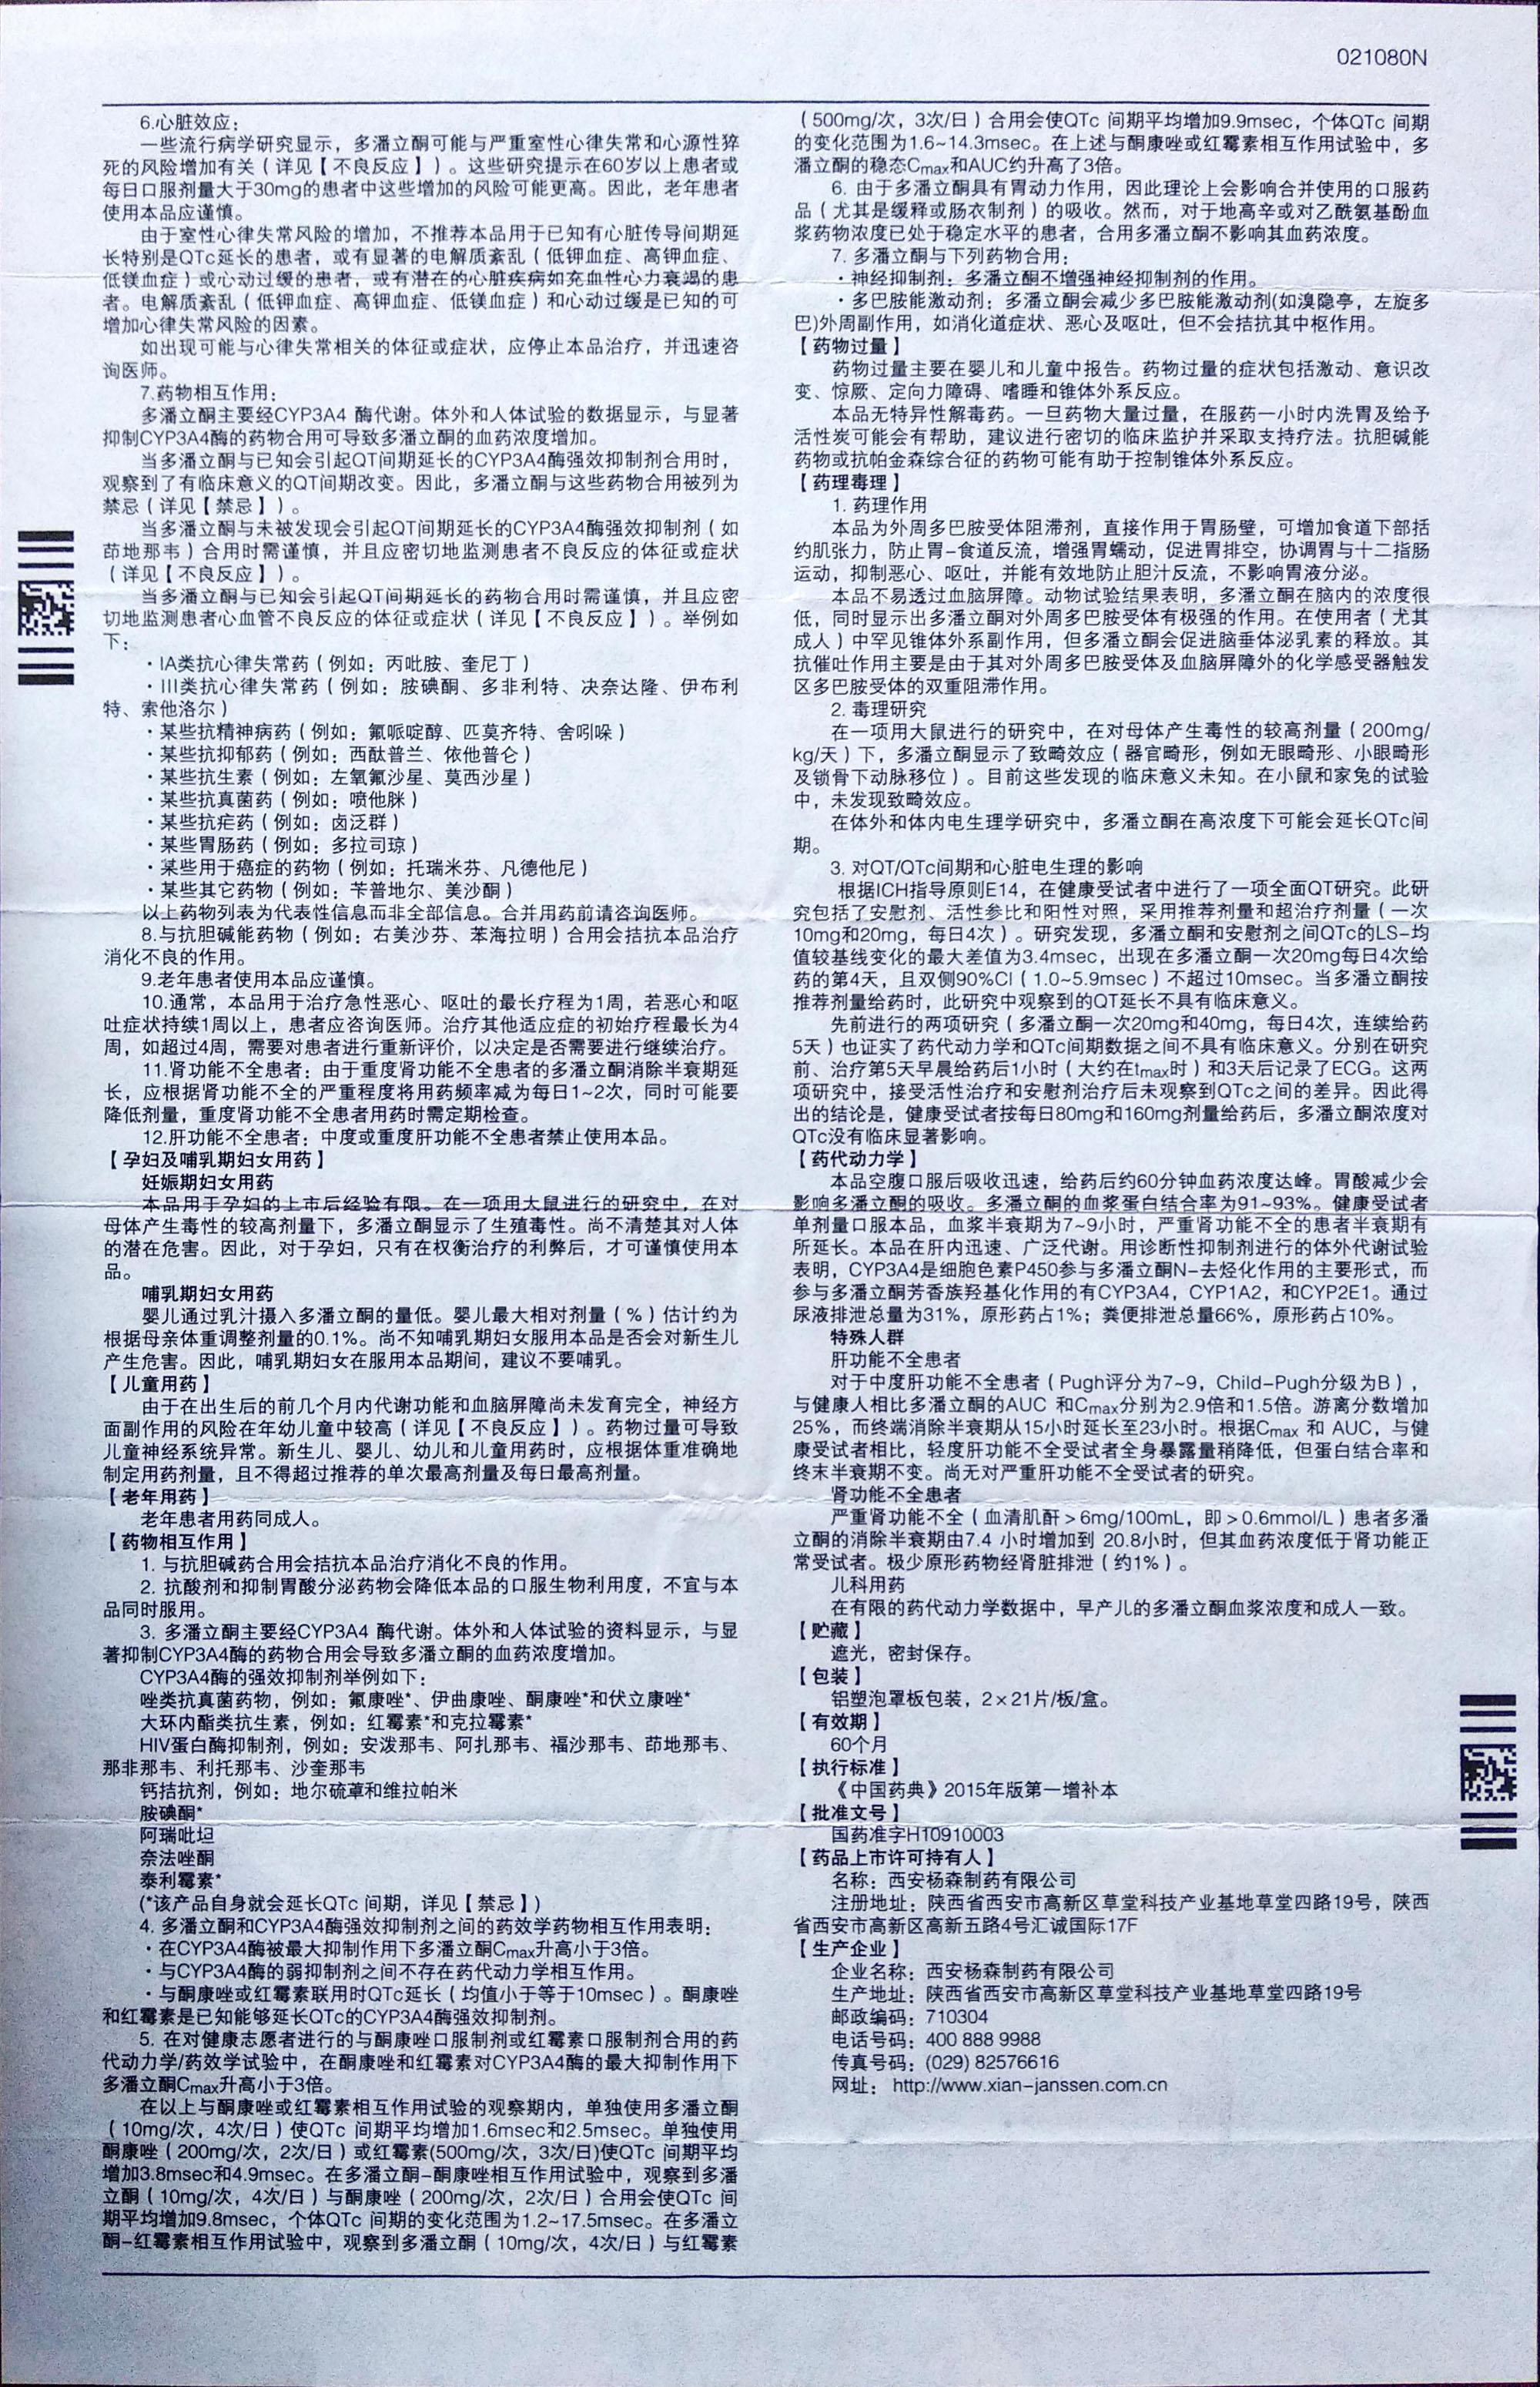 021080N
6.心脏效应：
一些流行病学研究显示，多潘立酮可能与严重室性心律失常和心源性猝
死的风险增加有关（详见【不良反应】）。这些研究提示在60岁以上患者或
每日口服剂量大于30mg的患者中这些增加的风险可能更高。因此，老年患者
使用本品应谨慎。
由于室性心律失常风险的增加，不推荐本品用于已知有心脏传导间期延
长特别是QTc延长的患者，或有显著的电解质紊乱（低钾血症、高钾血症、
低镁血症）或心动过缓的患者，或有潜在的心脏疾病如充血性心力衰竭的患
者。电解质紊乱（低钾血症、高钾血症、低镁血症）和心动过缓是已知的可
增加心律失常风险的因素。
如出现可能与心律失常相关的体征或症状，应停止本品治疗，并迅速咨
询医师。
7.药物相互作用：
多潘立酮主要经CYP3A4 酶代谢。体外和人体试验的数据显示，与显著
抑制CYP3A4酶的药物合用可导致多潘立酮的血药浓度增加。
当多潘立酮与已知会引起QT间期延长的CYP3A4酶强效抑制剂合用时，
观察到了有临床意义的QT间期改变。因此，多潘立酮与这些药物合用被列为
禁忌（详见【禁忌】）。
当多潘立酮与未被发现会引起QT间期延长的CYP3A4酶强效抑制剂（如
茚地那韦）合用时需谨慎，并且应密切地监测患者不良反应的体征或症状
（详见【不良反应】）。
当多潘立酮与已知会引起QT间期延长的药物合用时需谨慎，并且应密
切地监测患者心血管不良反应的体征或症状（详见【不良反应】）。举例如
下：
·IA类抗心律失常药（例如：丙吡胺、奎尼丁）
·III类抗心律失常药（例如：胺碘酮、多非利特、决奈达隆、伊布利
特、索他洛尔）
·某些抗精神病药（例如：氟哌啶醇、匹莫齐特、舍吲哚）
·某些抗抑郁药（例如：西酞普兰、依他普仑）
·某些抗生素（例如：左氧氟沙星、莫西沙星）
·某些抗真菌药（例如：喷他脒）
·某些抗疟药（例如：卤泛群）
·某些胃肠药（例如：多拉司琼）
·某些用于癌症的药物（例如：托瑞米芬、凡德他尼）
·某些其它药物（例如：苄普地尔、美沙酮）
以上药物列表为代表性信息而非全部信息。合并用药前请咨询医师。
8.与抗胆碱能药物（例如：右美沙芬、苯海拉明）合用会拮抗本品治疗
消化不良的作用。
9.老年患者使用本品应谨慎。
10.通常，本品用于治疗急性恶心、呕吐的最长疗程为1周，若恶心和呕
吐症状持续1周以上，患者应咨询医师。治疗其他适应症的初始疗程最长为4
周，如超过4周，需要对患者进行重新评价，以决定是否需要进行继续治疗。
11.肾功能不全患者：由于重度肾功能不全患者的多潘立酮消除半衰期延
长，应根据肾功能不全的严重程度将用药频率减为每日1~2次，同时可能要
降低剂量，重度肾功能不全患者用药时需定期检查。
12.肝功能不全患者：中度或重度肝功能不全患者禁止使用本品。
【孕妇及哺乳期妇女用药】
妊娠期妇女用药
本品用于孕妇的上市后经验有限。在一项用大鼠进行的研究中，在对
母体产生毒性的较高剂量下，多潘立酮显示了生殖毒性。尚不清楚其对人体
的潜在危害。因此，对于孕妇，只有在权衡治疗的利弊后，才可谨慎使用本
品。
哺乳期妇女用药
婴儿通过乳汁摄入多潘立酮的量低。婴儿最大相对剂量（%）估计约为
根据母亲体重调整剂量的0.1%。尚不知哺乳期妇女服用本品是否会对新生儿
产生危害。因此，哺乳期妇女在服用本品期间，建议不要哺乳。
【儿童用药】
由于在出生后的前几个月内代谢功能和血脑屏障尚未发育完全，神经方
面副作用的风险在年幼儿童中较高（详见【不良反应】）。药物过量可导致
儿童神经系统异常。新生儿、婴儿、幼儿和儿童用药时，应根据体重准确地
制定用药剂量，且不得超过推荐的单次最高剂量及每日最高剂量。
【老年用药】
老年患者用药同成人。
【药物相互作用】
1. 与抗胆碱药合用会拮抗本品治疗消化不良的作用。
2. 抗酸剂和抑制胃酸分泌药物会降低本品的口服生物利用度，不宜与本
品同时服用。
3. 多潘立酮主要经CYP3A4 酶代谢。体外和人体试验的资料显示，与显
著抑制CYP3A4酶的药物合用会导致多潘立酮的血药浓度增加。
CYP3A4酶的强效抑制剂举例如下：
唑类抗真菌药物，例如：氟康唑*、伊曲康唑、酮康唑*和伏立康唑*
大环内酯类抗生素，例如：红霉素*和克拉霉素*
HIV蛋白酶抑制剂，例如：安泼那韦、阿扎那韦、福沙那韦、茚地那韦、
那非那韦、利托那韦、沙奎那韦
钙拮抗剂，例如：地尔硫䓬和维拉帕米
胺碘酮*
阿瑞吡坦
奈法唑酮
泰利霉素*
(*该产品自身就会延长QTc 间期，详见【禁忌】)
4. 多潘立酮和CYP3A4酶强效抑制剂之间的药效学药物相互作用表明：
·在CYP3A4酶被最大抑制作用下多潘立酮Cmax升高小于3倍。
·与CYP3A4酶的弱抑制剂之间不存在药代动力学相互作用。
·与酮康唑或红霉素联用时QTc延长（均值小于等于10msec）。酮康唑
和红霉素是已知能够延长QTc的CYP3A4酶强效抑制剂。
5. 在对健康志愿者进行的与酮康唑口服制剂或红霉素口服制剂合用的药
代动力学/药效学试验中，在酮康唑和红霉素对CYP3A4酶的最大抑制作用下
多潘立酮Cmax升高小于3倍。
在以上与酮康唑或红霉素相互作用试验的观察期内，单独使用多潘立酮
（10mg/次，4次/日）使QTc 间期平均增加1.6msec和2.5msec。单独使用
酮康唑（200mg/次，2次/日）或红霉素(500mg/次，3次/日)使QTc 间期平均
增加3.8msec和4.9msec。在多潘立酮-酮康唑相互作用试验中，观察到多潘
立酮（10mg/次，4次/日）与酮康唑（200mg/次，2次/日）合用会使QTc 间
期平均增加9.8msec，个体QTc 间期的变化范围为1.2~17.5msec。在多潘立
酮-红霉素相互作用试验中，观察到多潘立酮（10mg/次，4次/日）与红霉素
（500mg/次，3次/日）合用会使QTc 间期平均增加9.9msec，个体QTc 间期
的变化范围为1.6~14.3msec。在上述与酮康唑或红霉素相互作用试验中，多
潘立酮的稳态Cmax和AUC约升高了3倍。
6. 由于多潘立酮具有胃动力作用，因此理论上会影响合并使用的口服药
品（尤其是缓释或肠衣制剂）的吸收。然而，对于地高辛或对乙酰氨基酚血
浆药物浓度已处于稳定水平的患者，合用多潘立酮不影响其血药浓度。
7. 多潘立酮与下列药物合用：
·神经抑制剂：多潘立酮不增强神经抑制剂的作用。
·多巴胺能激动剂：多潘立酮会减少多巴胺能激动剂(如溴隐亭，左旋多
巴)外周副作用，如消化道症状、恶心及呕吐，但不会拮抗其中枢作用。
【药物过量】
药物过量主要在婴儿和儿童中报告。药物过量的症状包括激动、意识改
变、惊厥、定向力障碍、嗜睡和锥体外系反应。
本品无特异性解毒药。一旦药物大量过量，在服药一小时内洗胃及给予
活性炭可能会有帮助，建议进行密切的临床监护并采取支持疗法。抗胆碱能
药物或抗帕金森综合征的药物可能有助于控制锥体外系反应。
【药理毒理】
1. 药理作用
本品为外周多巴胺受体阻滞剂，直接作用于胃肠壁，可增加食道下部括
约肌张力，防止胃-食道反流，增强胃蠕动，促进胃排空，协调胃与十二指肠
运动，抑制恶心、呕吐，并能有效地防止胆汁反流，不影响胃液分泌。
本品不易透过血脑屏障。动物试验结果表明，多潘立酮在脑内的浓度很
低，同时显示出多潘立酮对外周多巴胺受体有极强的作用。在使用者（尤其
成人）中罕见锥体外系副作用，但多潘立酮会促进脑垂体泌乳素的释放。其
抗催吐作用主要是由于其对外周多巴胺受体及血脑屏障外的化学感受器触发
区多巴胺受体的双重阻滞作用。
2. 毒理研究
在一项用大鼠进行的研究中，在对母体产生毒性的较高剂量（200mg/
kg/天）下，多潘立酮显示了致畸效应（器官畸形，例如无眼畸形、小眼畸形
及锁骨下动脉移位）。目前这些发现的临床意义未知。在小鼠和家兔的试验
中，未发现致畸效应。
在体外和体内电生理学研究中，多潘立酮在高浓度下可能会延长QTc间
期。
3. 对QT/QTc间期和心脏电生理的影响
根据ICH指导原则E14，在健康受试者中进行了一项全面QT研究。此研
究包括了安慰剂、活性参比和阳性对照，采用推荐剂量和超治疗剂量（一次
10mg和20mg，每日4次）。研究发现，多潘立酮和安慰剂之间QTc的LS-均
值较基线变化的最大差值为3.4msec，出现在多潘立酮一次20mg每日4次给
药的第4天，且双侧90%CI（1.0~5.9msec）不超过10msec。当多潘立酮按
推荐剂量给药时，此研究中观察到的QT延长不具有临床意义。
先前进行的两项研究（多潘立酮一次20mg和40mg，每日4次，连续给药
5天）也证实了药代动力学和QTc间期数据之间不具有临床意义。分别在研究
前、治疗第5天早晨给药后1小时（大约在tmax时）和3天后记录了ECG。这两
项研究中，接受活性治疗和安慰剂治疗后未观察到QTc之间的差异。因此得
出的结论是，健康受试者按每日80mg和160mg剂量给药后，多潘立酮浓度对
QTc没有临床显著影响。
【药代动力学】
本品空腹口服后吸收迅速，给药后约60分钟血药浓度达峰。胃酸减少会
影响多潘立酮的吸收。多潘立酮的血浆蛋白结合率为91~93%。健康受试者
单剂量口服本品，血浆半衰期为7~9小时，严重肾功能不全的患者半衰期有
所延长。本品在肝内迅速、广泛代谢。用诊断性抑制剂进行的体外代谢试验
表明，CYP3A4是细胞色素P450参与多潘立酮N-去烃化作用的主要形式，而
参与多潘立酮芳香族羟基化作用的有CYP3A4，CYP1A2，和CYP2E1。通过
尿液排泄总量为31%，原形药占1%；粪便排泄总量66%，原形药占10%。
特殊人群
肝功能不全患者
对于中度肝功能不全患者（Pugh评分为7~9，Child-Pugh分级为B），
与健康人相比多潘立酮的AUC 和Cmax分别为2.9倍和1.5倍。游离分数增加
25%，而终端消除半衰期从15小时延长至23小时。根据Cmax 和 AUC，与健
康受试者相比，轻度肝功能不全受试者全身暴露量稍降低，但蛋白结合率和
终末半衰期不变。尚无对严重肝功能不全受试者的研究。
肾功能不全患者
严重肾功能不全（血清肌酐＞6mg/100mL，即＞0.6mmol/L）患者多潘
立酮的消除半衰期由7.4 小时增加到 20.8小时，但其血药浓度低于肾功能正
常受试者。极少原形药物经肾脏排泄（约1%）。
儿科用药
在有限的药代动力学数据中，早产儿的多潘立酮血浆浓度和成人一致。
【贮藏】
遮光，密封保存。
【包装】
铝塑泡罩板包装，2×21片/板/盒。
【有效期】
60个月
【执行标准】
《中国药典》2015年版第一增补本
【批准文号】
国药准字H10910003
【药品上市许可持有人】
名称：西安杨森制药有限公司
注册地址：陕西省西安市高新区草堂科技产业基地草堂四路19号，陕西
省西安市高新区高新五路4号汇诚国际17F
【生产企业】
企业名称：西安杨森制药有限公司
生产地址：陕西省西安市高新区草堂科技产业基地草堂四路19号
邮政编码：710304
电话号码：400 888 9988
传真号码：(029) 82576616
网址： http://www.xian-janssen.com.cn